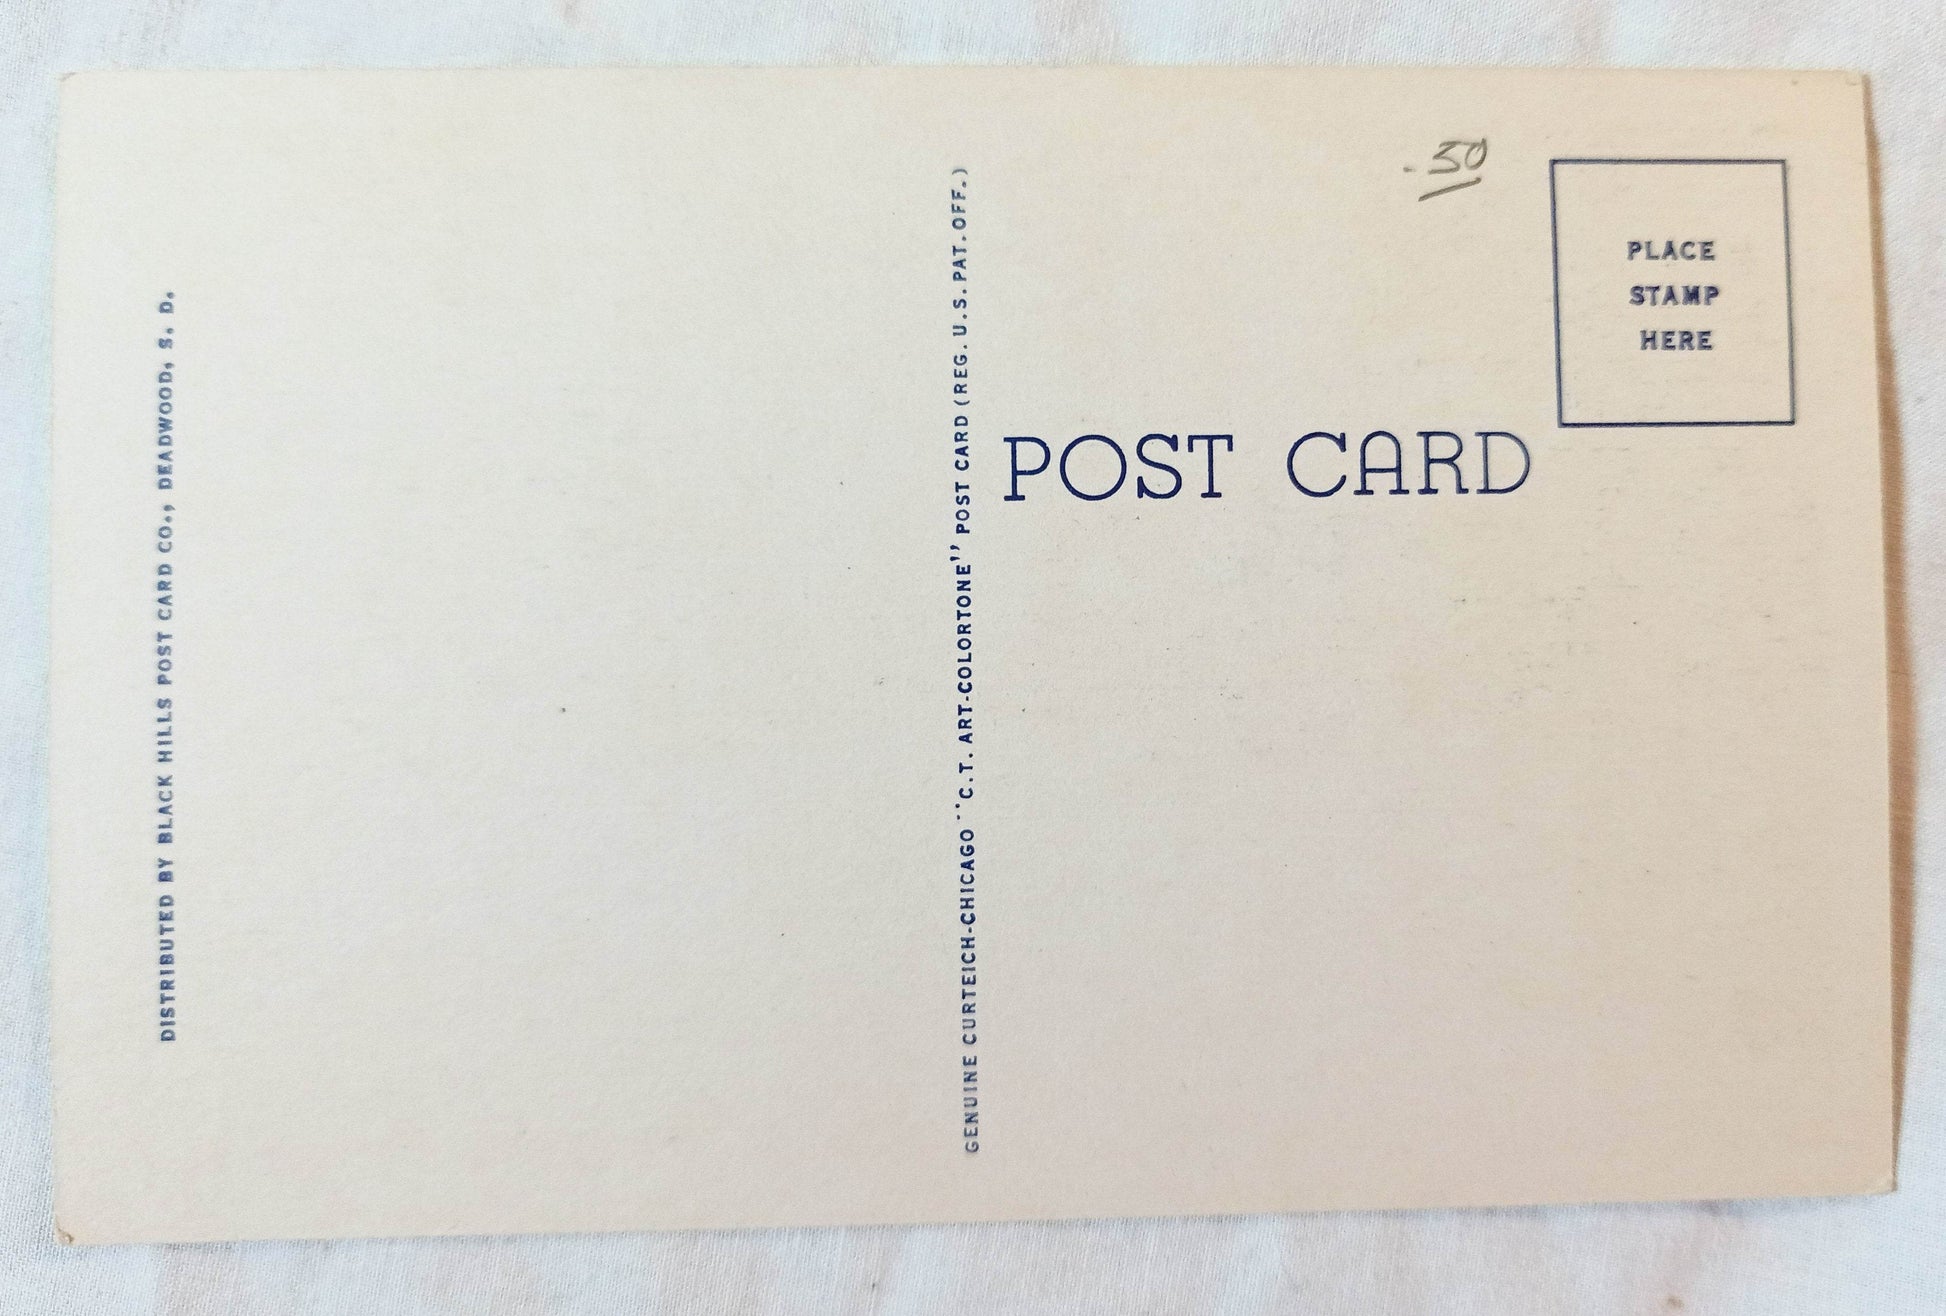 DISTRIBUTED BY BLACK HILLS POST CARD CO., DEADWOOD, S. D.
GENUINE CURTEICH-CHICAGO "C.T. ART-COLORTONE" POST CARD (REG. U.S. PAT. OFF.)
.50
PLACE
STAMP
HERE
POST CARD